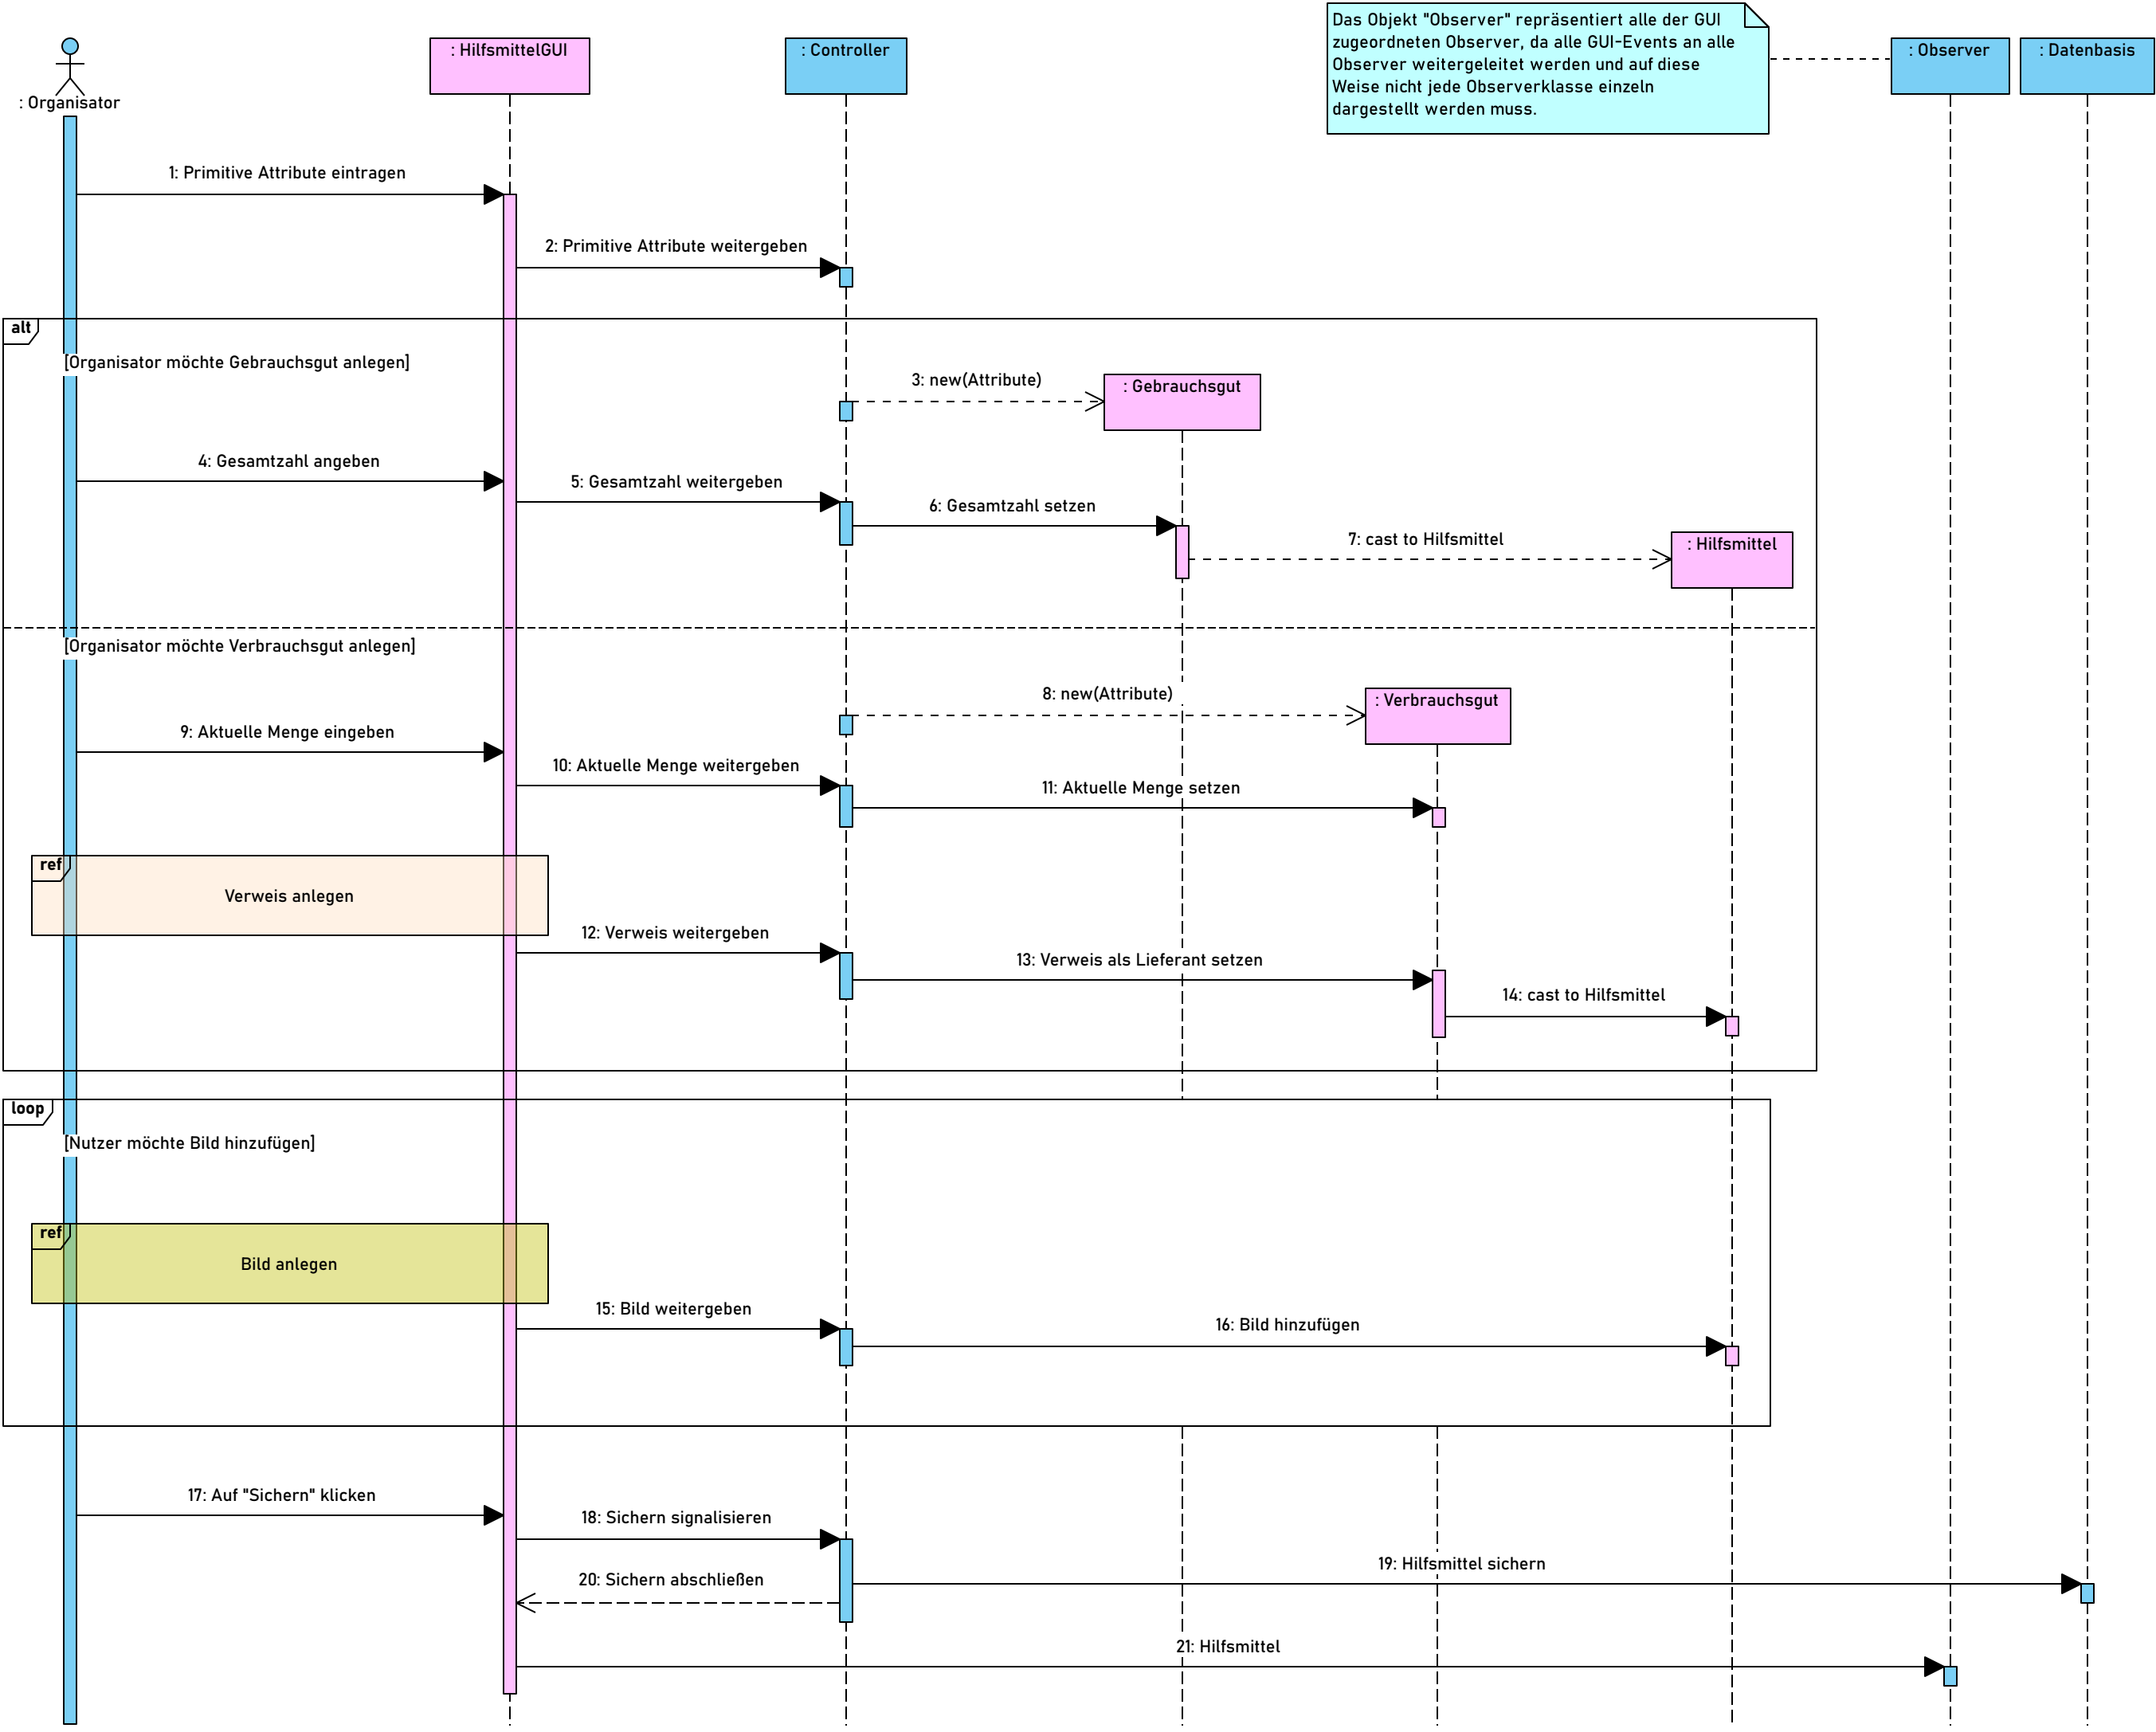 Das Objekt "Observer" repräsentiert alle der GUI
zugeordneten Observer, da alle GUI-Events an alle
Observer weitergeleitet werden und auf diese
Weise nicht jede Observerklasse einzeln
dargestellt werden muss.
: Organisator
: HilfsmittelGUI
: Controller
: Observer
: Datenbasis
1: Primitive Attribute eintragen
2: Primitive Attribute weitergeben
alt
[Organisator möchte Gebrauchsgut anlegen]
3: new(Attribute)
: Gebrauchsgut
4: Gesamtzahl angeben
5: Gesamtzahl weitergeben
6: Gesamtzahl setzen
7: cast to Hilfsmittel
: Hilfsmittel
[Organisator möchte Verbrauchsgut anlegen]
8: new(Attribute)
: Verbrauchsgut
9: Aktuelle Menge eingeben
10: Aktuelle Menge weitergeben
11: Aktuelle Menge setzen
ref
Verweis anlegen
12: Verweis weitergeben
13: Verweis als Lieferant setzen
14: cast to Hilfsmittel
loop
[Nutzer möchte Bild hinzufügen]
ref
Bild anlegen
15: Bild weitergeben
16: Bild hinzufügen
17: Auf "Sichern" klicken
18: Sichern signalisieren
19: Hilfsmittel sichern
20: Sichern abschließen
21: Hilfsmittel